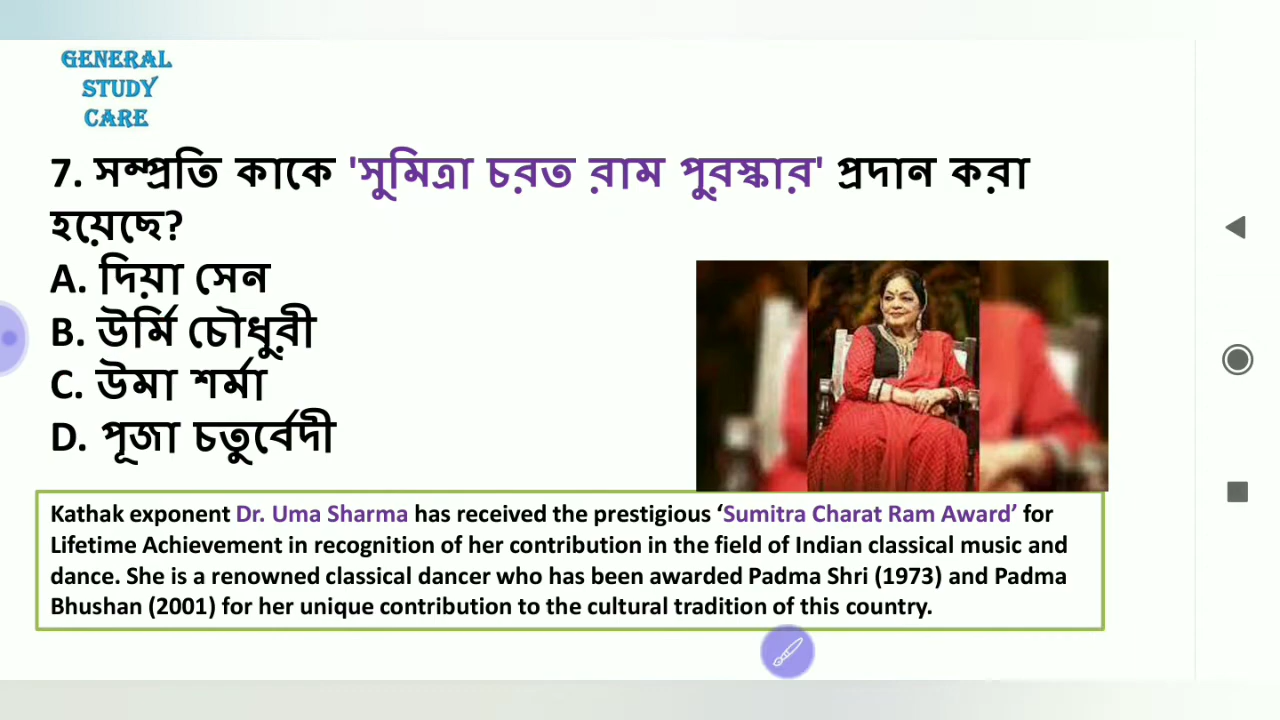 GENERAL
STUDY
CARE
7. সম্প্রতি কাকে 'সুমিত্রা চরত রাম পুরস্কার' প্রদান করা
হয়েছে?
A. দিয়া সেন
B. উর্মি চৌধুরী
C. উমা শর্মা
D. পূজা চতুর্বেদী
Kathak exponent Dr. Uma Sharma has received the prestigious ‘Sumitra Charat Ram Award’ for
Lifetime Achievement in recognition of her contribution in the field of Indian classical music and
dance. She is a renowned classical dancer who has been awarded Padma Shri (1973) and Padma
Bhushan (2001) for her unique contribution to the cultural tradition of this country.